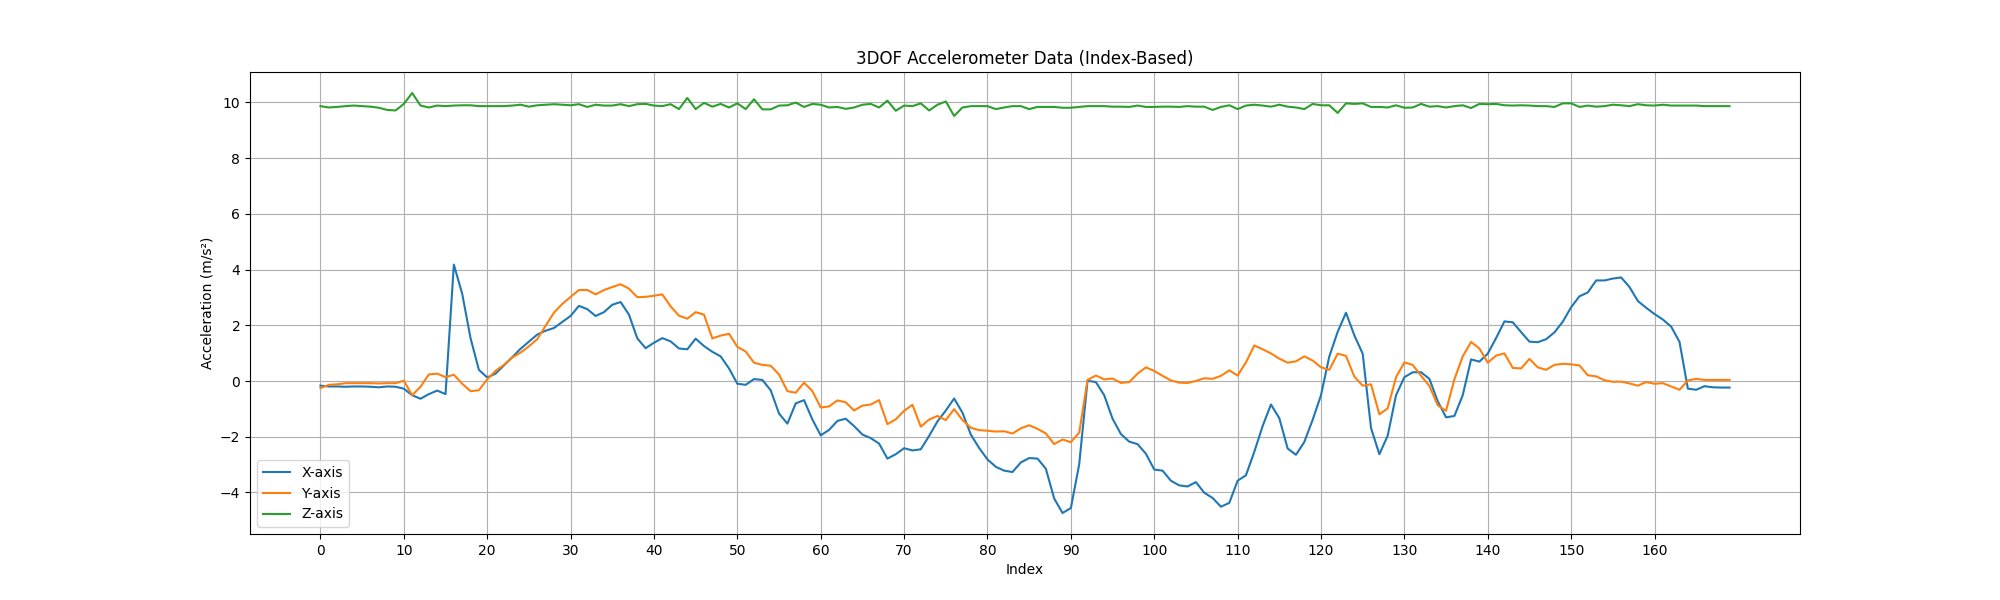 3DOF Accelerometer Data (Index-Based)
Acceleration (m/s²)
10
8
6
4
2
0
−2
−4
X-axis
Y-axis
Z-axis
0 10 20 30 40 50 60 70 80 90 100 110 120 130 140 150 160
Index